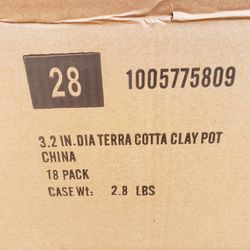 28 1005775809
3.2 IN.DIA TERRA COTTA CLAY POT
CHINA
18 PACK
CASE Wt: 2.8 LBS